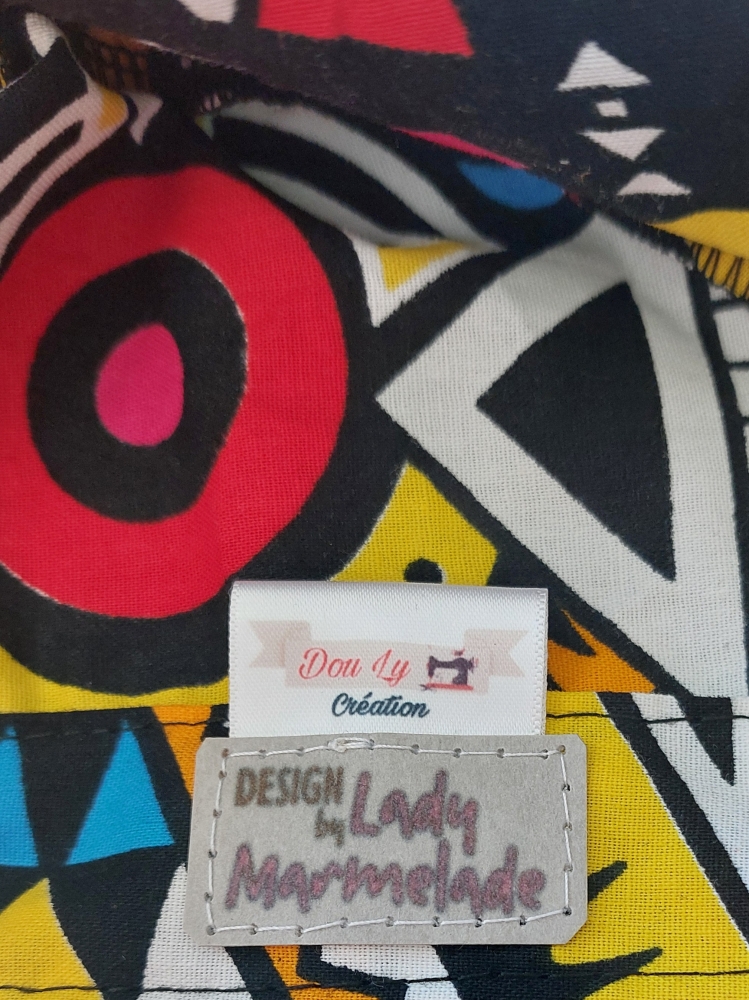 Dou Ly
Création
DESIGN
by Lady
Marmelade